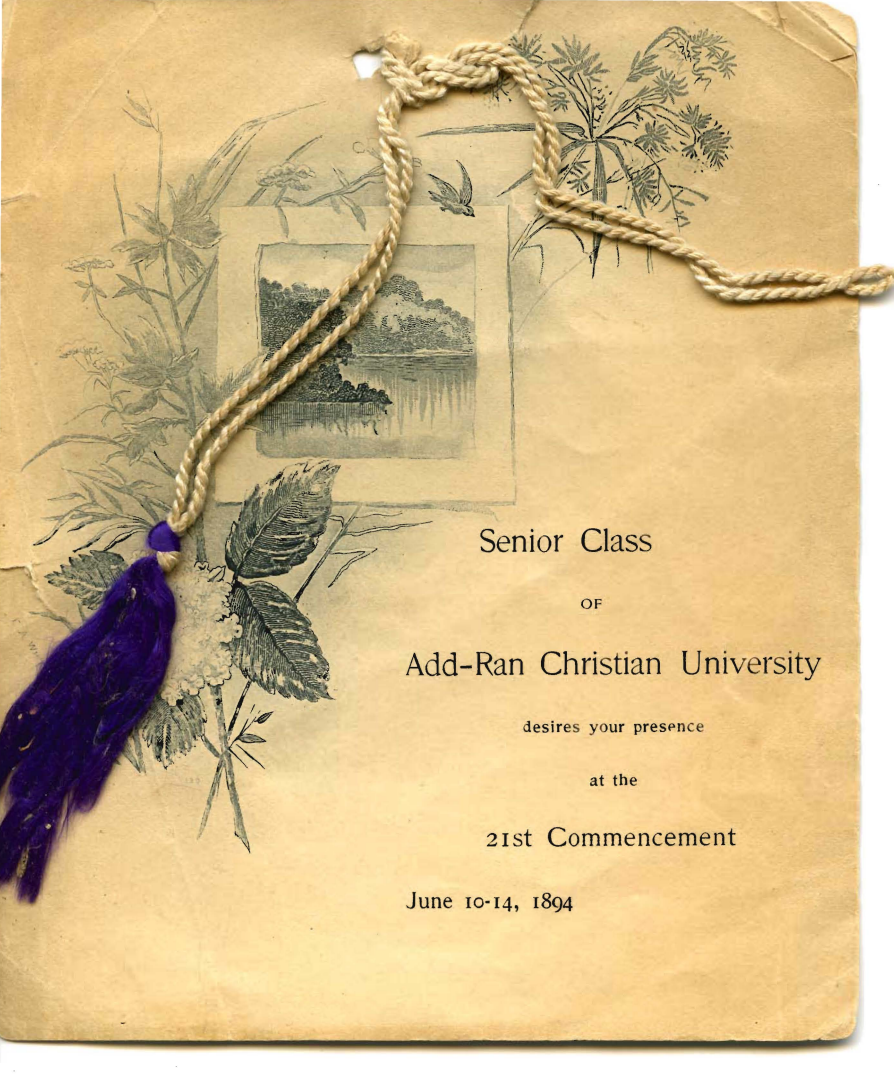 Senior Class
OF
Add-Ran Christian University
desires your presence
at the
21st Commencement
June 10-14, 1894